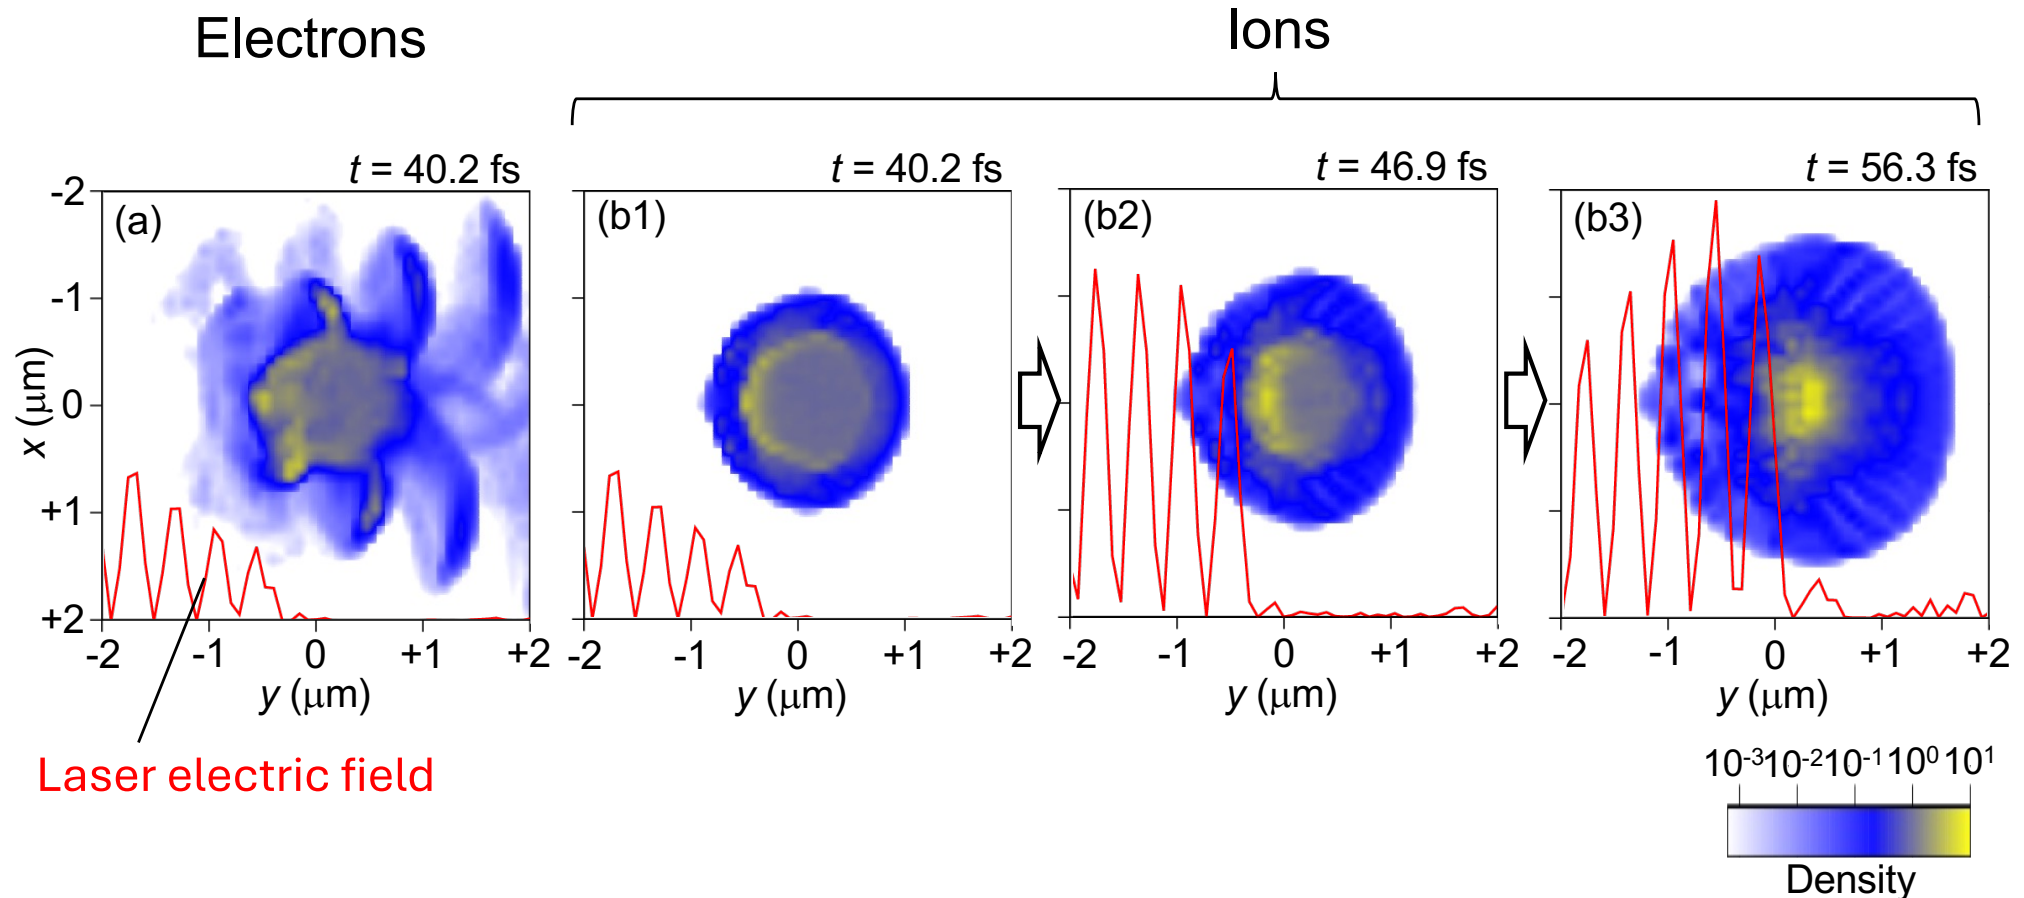 Electrons
Ions
t = 40.2 fs
t = 40.2 fs
t = 46.9 fs
t = 56.3 fs
(a)
(b1)
(b2)
(b3)
-2
-1
0
+1
+2
x (μm)
-2 -1 0 +1 +2
-2 -1 0 +1 +2
-2 -1 0 +1 +2
-2 -1 0 +1 +2
y (μm)
y (μm)
y (μm)
y (μm)
Laser electric field
10⁻³ 10⁻² 10⁻¹ 10⁰ 10¹
Density